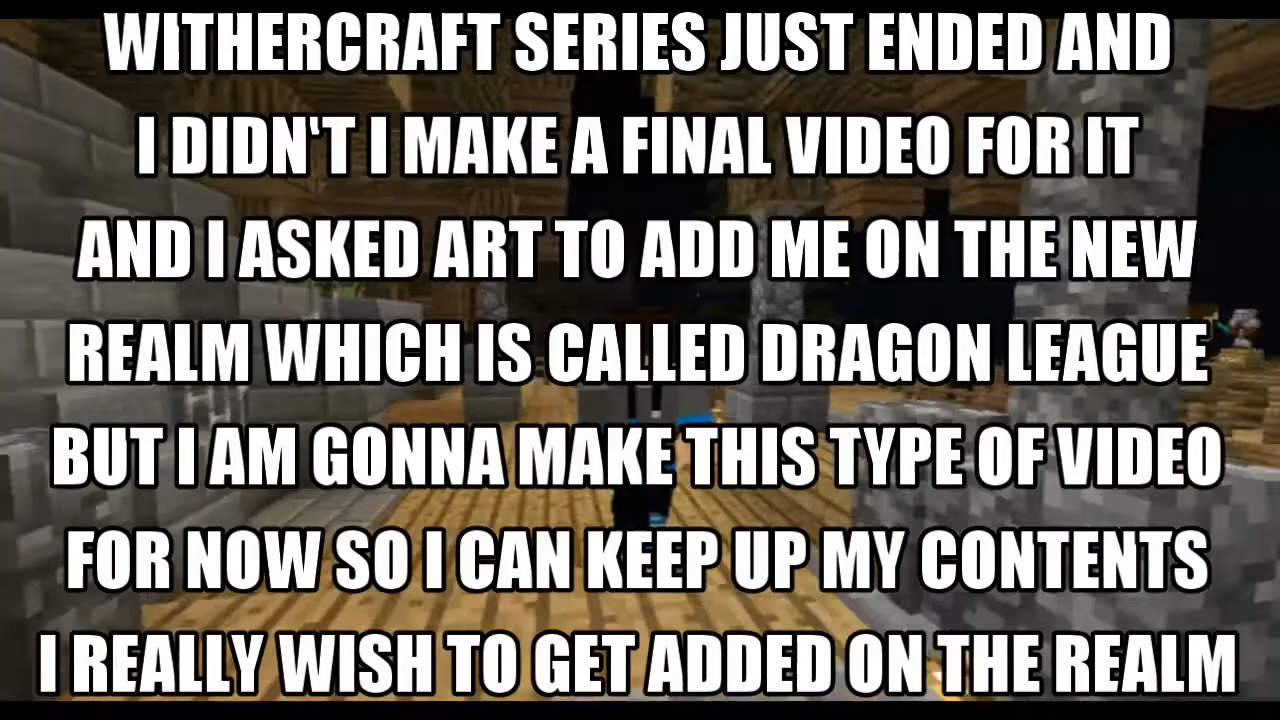 WITHERCRAFT SERIES JUST ENDED AND
I DIDN'T I MAKE A FINAL VIDEO FOR IT
AND I ASKED ART TO ADD ME ON THE NEW
REALM WHICH IS CALLED DRAGON LEAGUE
BUT I AM GONNA MAKE THIS TYPE OF VIDEO
FOR NOW SO I CAN KEEP UP MY CONTENTS
I REALLY WISH TO GET ADDED ON THE REALM